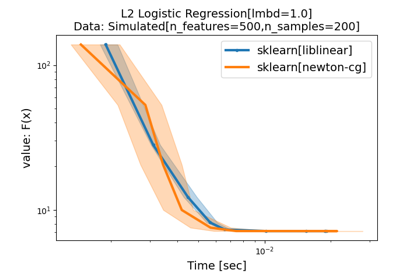 L2 Logistic Regression[lmbd=1.0]
Data: Simulated[n_features=500,n_samples=200]
sklearn[liblinear]
sklearn[newton-cg]
value: F(x)
10²
10¹
10⁻²
Time [sec]